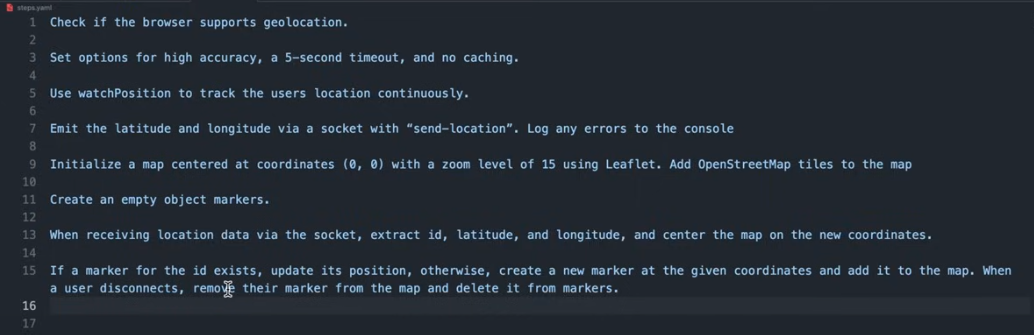 steps.yaml
1 Check if the browser supports geolocation.
2
3 Set options for high accuracy, a 5-second timeout, and no caching.
4
5 Use watchPosition to track the users location continuously.
6
7 Emit the latitude and longitude via a socket with “send-location”. Log any errors to the console
8
9 Initialize a map centered at coordinates (0, 0) with a zoom level of 15 using Leaflet. Add OpenStreetMap tiles to the map
10
11 Create an empty object markers.
12
13 When receiving location data via the socket, extract id, latitude, and longitude, and center the map on the new coordinates.
14
15 If a marker for the id exists, update its position, otherwise, create a new marker at the given coordinates and add it to the map. When
a user disconnects, remove their marker from the map and delete it from markers.
16
17